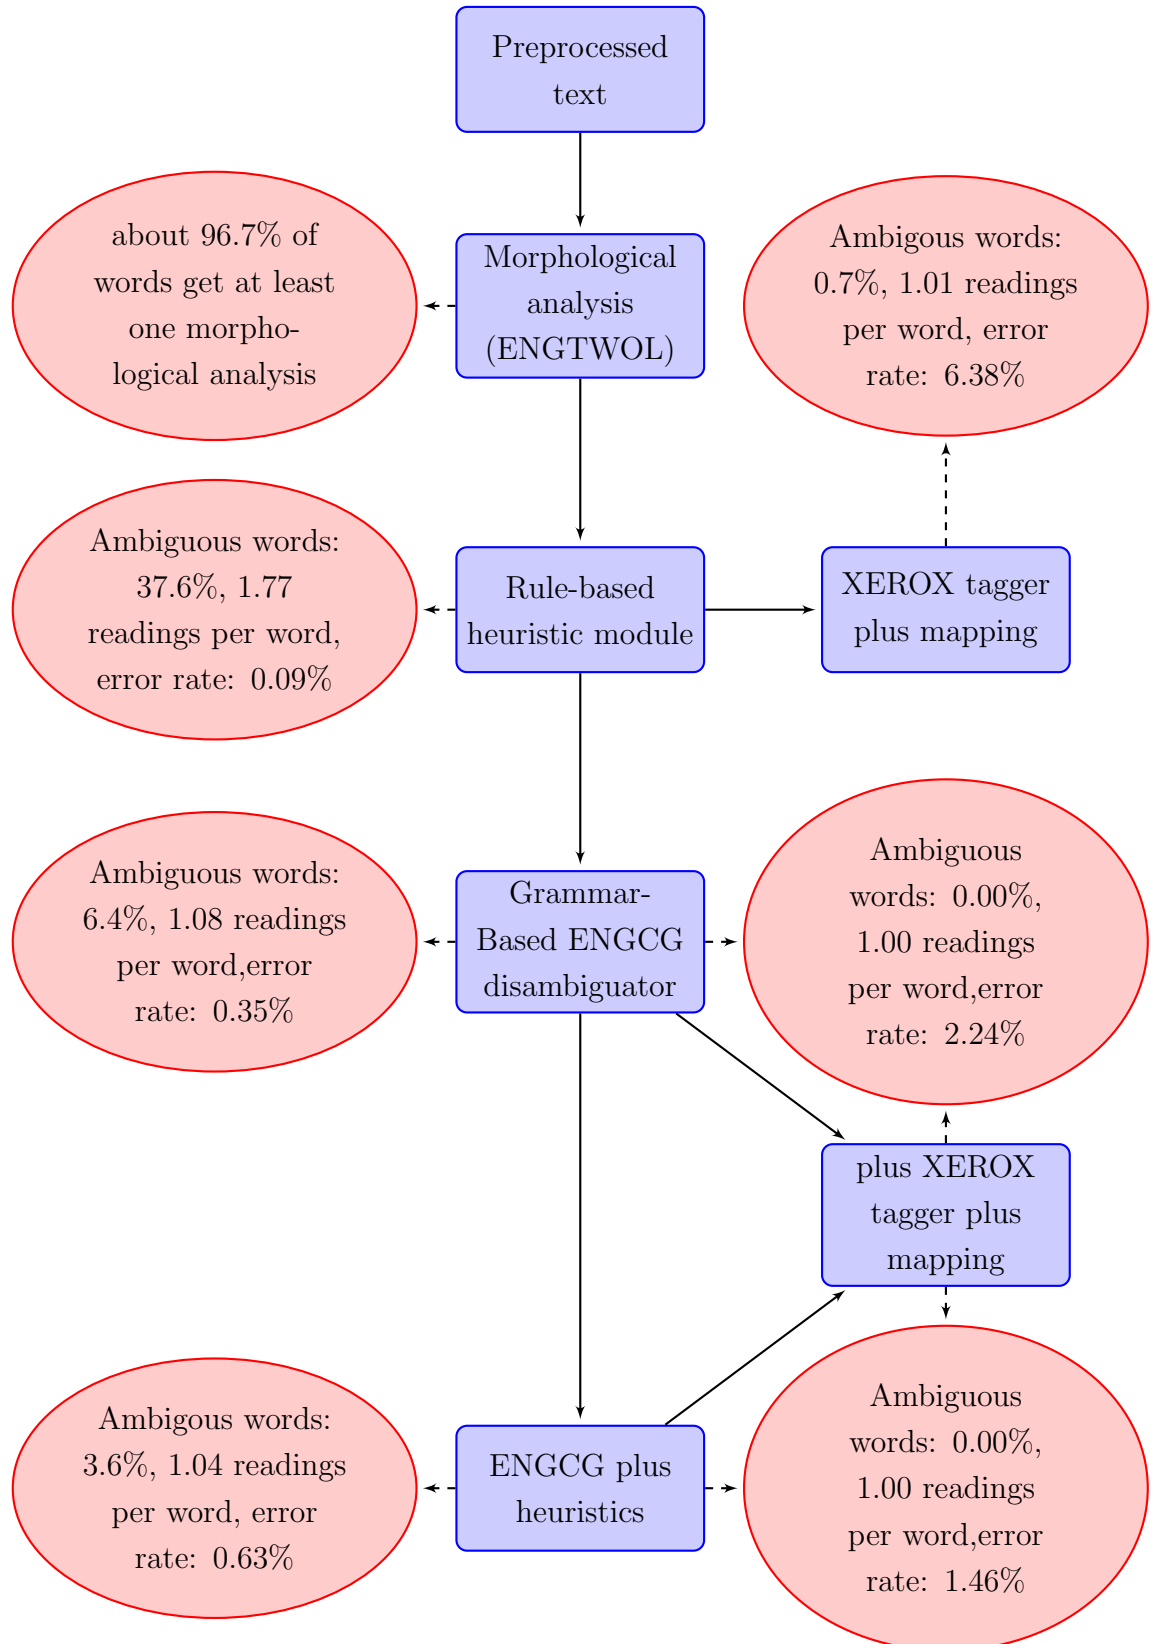 Preprocessed
text
about 96.7% of
words get at least
one morpho-
logical analysis
Morphological
analysis
(ENGTWOL)
Ambigous words:
0.7%, 1.01 readings
per word, error
rate: 6.38%
Ambiguous words:
37.6%, 1.77
readings per word,
error rate: 0.09%
Rule-based
heuristic module
XEROX tagger
plus mapping
Ambiguous words:
6.4%, 1.08 readings
per word,error
rate: 0.35%
Grammar-
Based ENGCG
disambiguator
Ambiguous
words: 0.00%,
1.00 readings
per word,error
rate: 2.24%
plus XEROX
tagger plus
mapping
Ambigous words:
3.6%, 1.04 readings
per word, error
rate: 0.63%
ENGCG plus
heuristics
Ambiguous
words: 0.00%,
1.00 readings
per word,error
rate: 1.46%